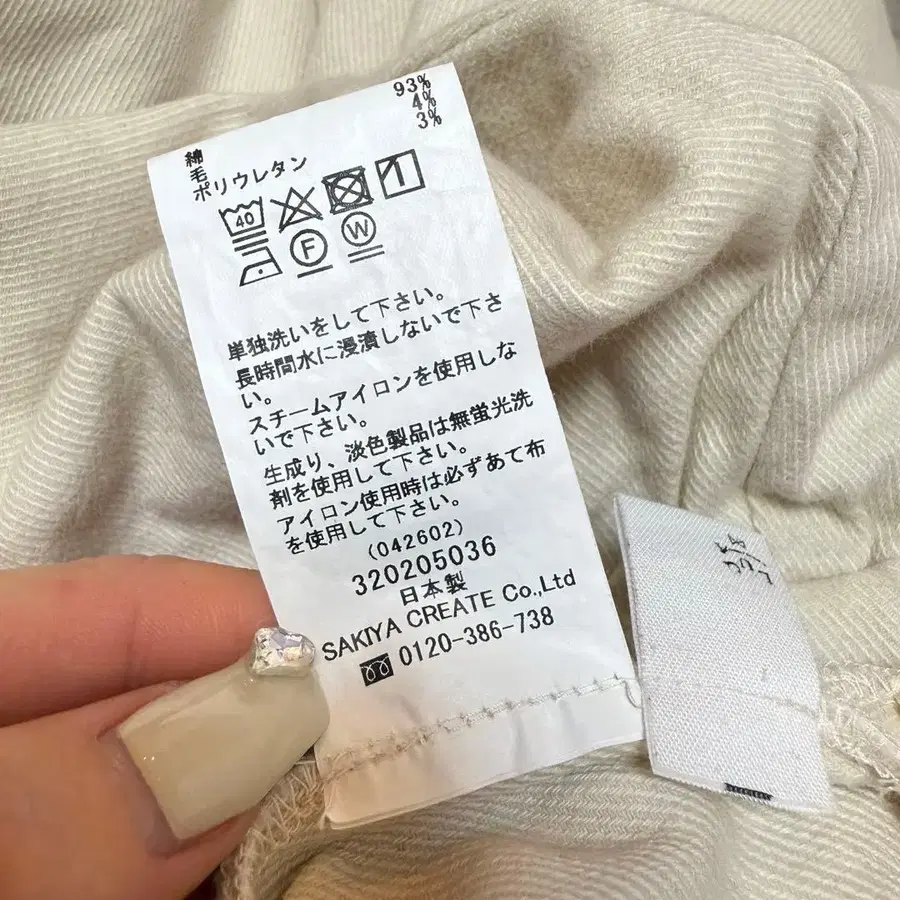 93%
4%
3%
綿
毛
ポリウレタン
40
F
W
単独洗いをして下さい。
長時間水に浸漬しないで下さ
い。
スチームアイロンを使用しな
いで下さい。
生成り、淡色製品は無蛍光洗
剤を使用して下さい。
アイロン使用時は必ずあて布
を使用して下さい。
(042602)
320205036
日本製
SAKIYA CREATE Co.,Ltd
0120-386-738